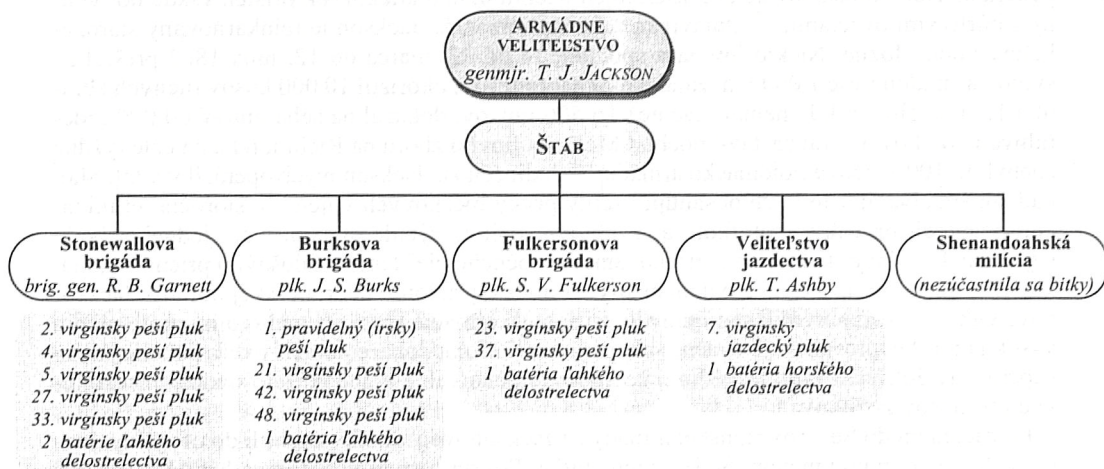 ARMÁDNE
VELITEĽSTVO
genmjr. T. J. JACKSON
ŠTÁB
Stonewallova
brigáda
brig. gen. R. B. Garnett
2. virgínsky peší pluk
4. virgínsky peší pluk
5. virgínsky peší pluk
27. virgínsky peší pluk
33. virgínsky peší pluk
2 batérie ľahkého
delostrelectva
Burksova
brigáda
plk. J. S. Burks
1. pravidelný (írsky)
peší pluk
21. virgínsky peší pluk
42. virgínsky peší pluk
48. virgínsky peší pluk
1 batéria ľahkého
delostrelectva
Fulkersonova
brigáda
plk. S. V. Fulkerson
23. virgínsky peší pluk
37. virgínsky peší pluk
1 batéria ľahkého
delostrelectva
Veliteľstvo
jazdectva
plk. T. Ashby
7. virgínsky
jazdecký pluk
1 batéria horského
delostrelectva
Shenandoahská
milícia
(nezúčastnila sa bitky)